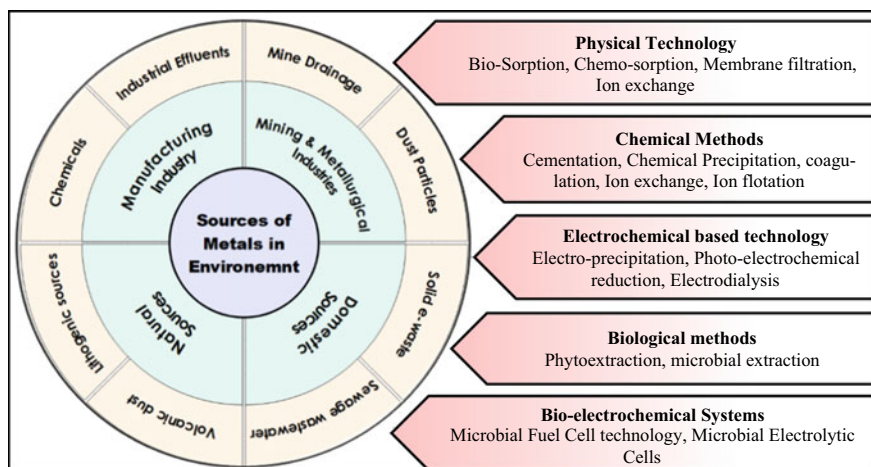 Sources of
Metals in
Environemnt
Manufacturing
Industry
Mining & Metallurgical
Industries
Domestic
Sources
Natural
Sources
Industrial Effluents
Mine Drainage
Dust Particles
Solid e waste
Sewage wastewater
Volcanic dust
Lithogenic sources
Chemicals
Physical Technology
Bio-Sorption, Chemo-sorption, Membrane filtration,
Ion exchange
Chemical Methods
Cementation, Chemical Precipitation, coagu-
lation, Ion exchange, Ion flotation
Electrochemical based technology
Electro-precipitation, Photo-electrochemical
reduction, Electrodialysis
Biological methods
Phytoextraction, microbial extraction
Bio-electrochemical Systems
Microbial Fuel Cell technology, Microbial Electrolytic
Cells